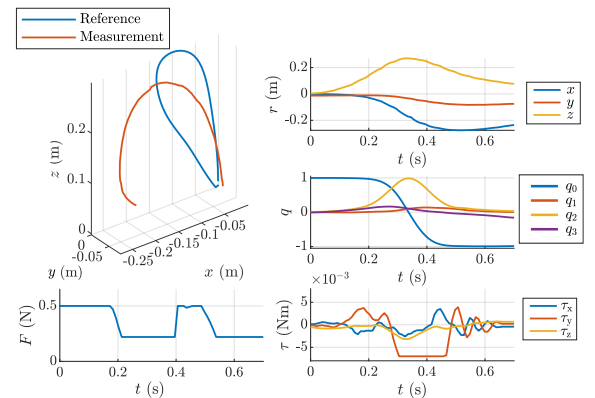 Reference
Measurement
0.2
0.1
0
z (m)
0
-0.05
y (m)
-0.25
-0.2
-0.15
-0.1
-0.05
x (m)
0.2
0
-0.2
r (m)
0 0.2 0.4 0.6
t (s)
x
y
z
1
0
-1
q
0 0.2 0.4 0.6
t (s)
q₀
q₁
q₂
q₃
0.5
0
F (N)
0 0.2 0.4 0.6
t (s)
×10⁻³
5
0
-5
τ (Nm)
0 0.2 0.4 0.6
t (s)
τₓ
τᵧ
τ_z